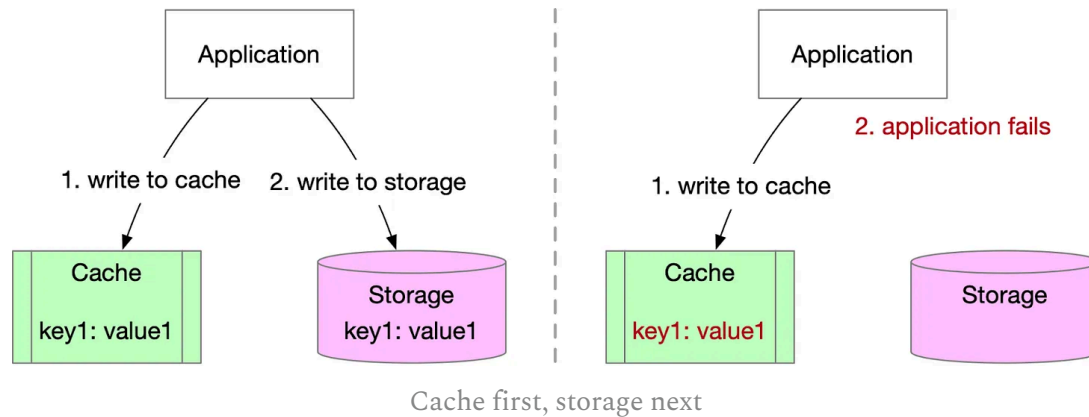 Application
1. write to cache
2. write to storage
Cache
key1: value1
Storage
key1: value1
Application
2. application fails
1. write to cache
Cache
key1: value1
Storage
Cache first, storage next